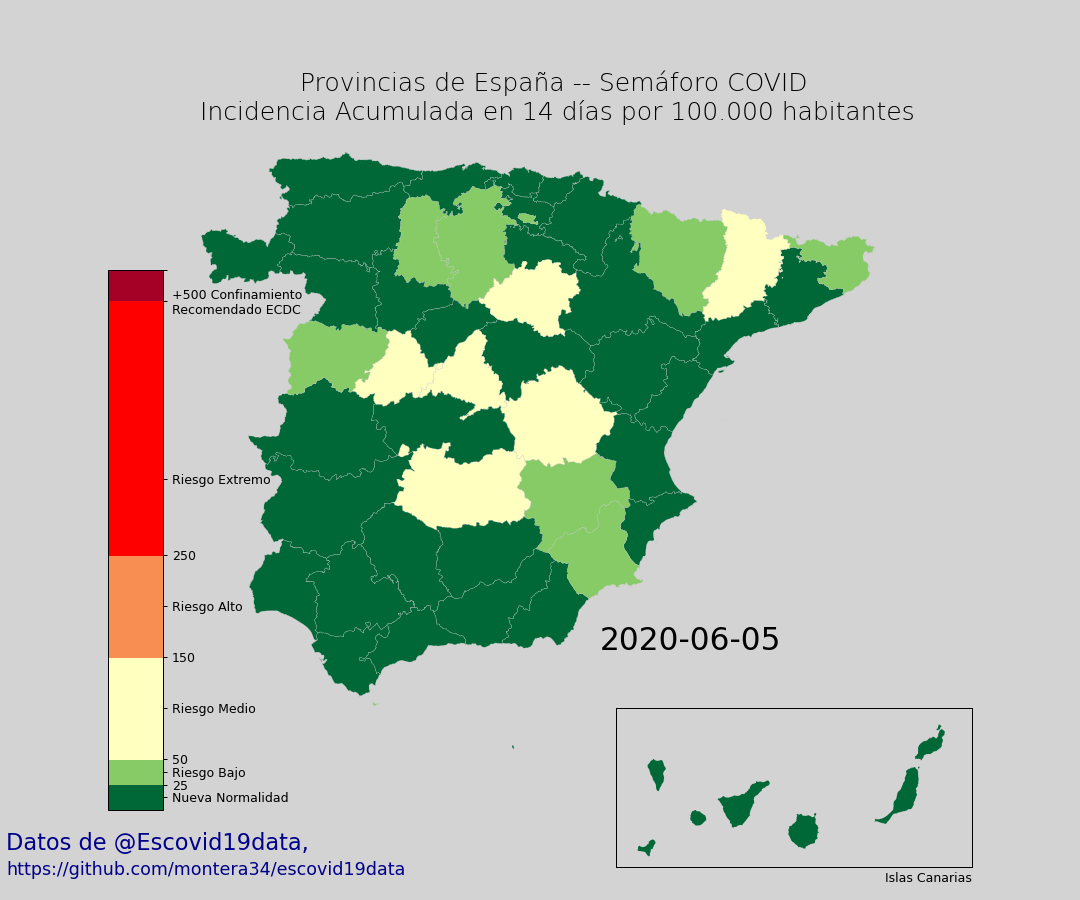 Provincias de España -- Semáforo COVID
Incidencia Acumulada en 14 días por 100.000 habitantes
+500 Confinamiento
Recomendado ECDC
Riesgo Extremo
250
Riesgo Alto
150
Riesgo Medio
50
Riesgo Bajo
25
Nueva Normalidad
2020-06-05
Islas Canarias
Datos de @Escovid19data,
https://github.com/montera34/escovid19data